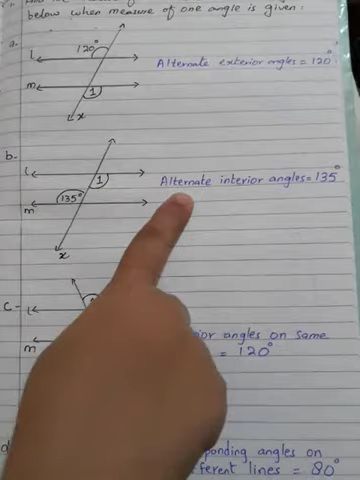 below when measure of one angle is given:
a.
120°
l
Alternate exterior angles = 120°
m
1
x
b.
l
1
Alternate interior angles = 135°
135°
m
x
c-
l
angles on same
m
= 120°
d
angles on
lines = 80°